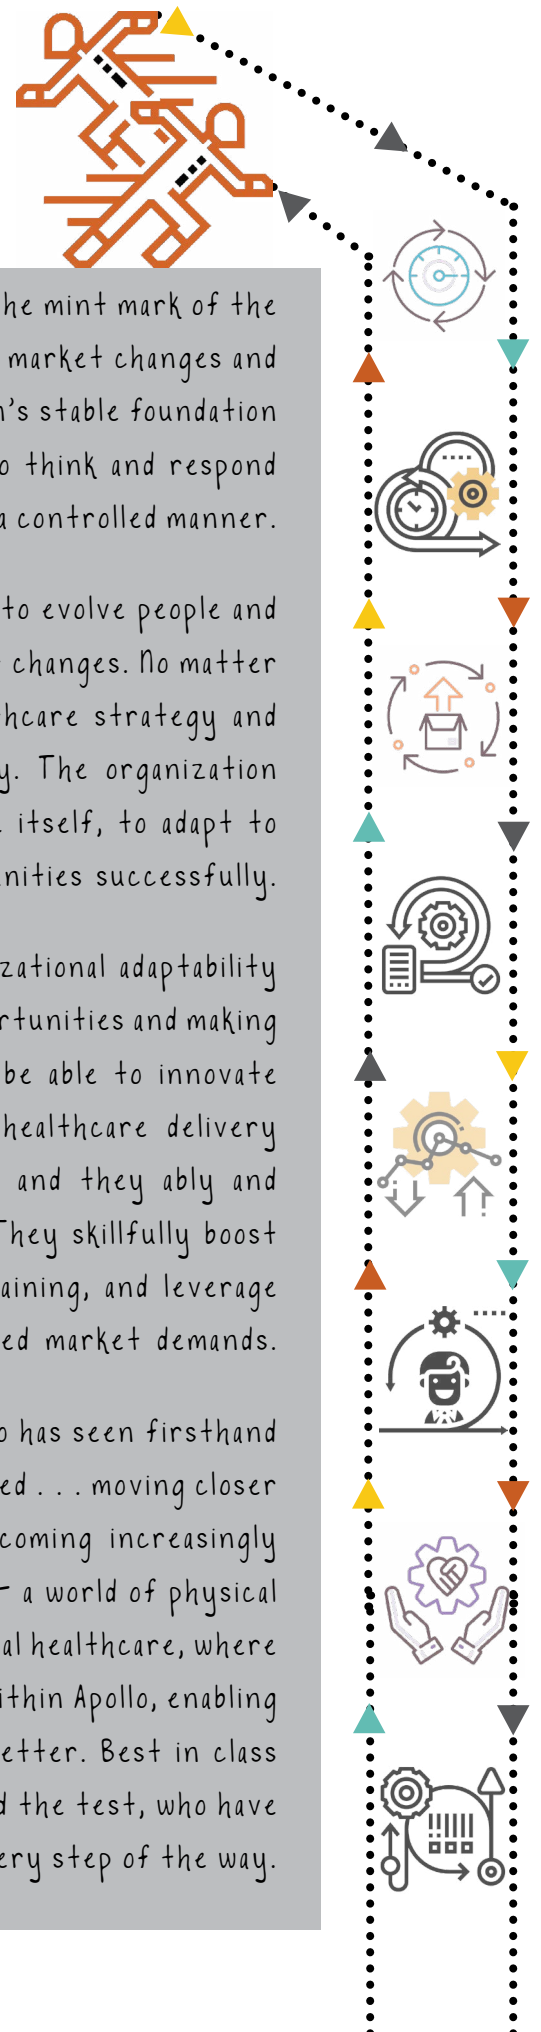 he mint mark of the
market changes and
n's stable foundation
o think and respond
a controlled manner.
to evolve people and
changes. No matter
hcare strategy and
y. The organization
itself, to adapt to
nities successfully.
zational adaptability
rtunities and making
be able to innovate
healthcare delivery
and they ably and
They skillfully boost
aining, and leverage
ed market demands.
o has seen firsthand
ed . . . moving closer
coming increasingly
– a world of physical
al healthcare, where
ithin Apollo, enabling
etter. Best in class
d the test, who have
ery step of the way.